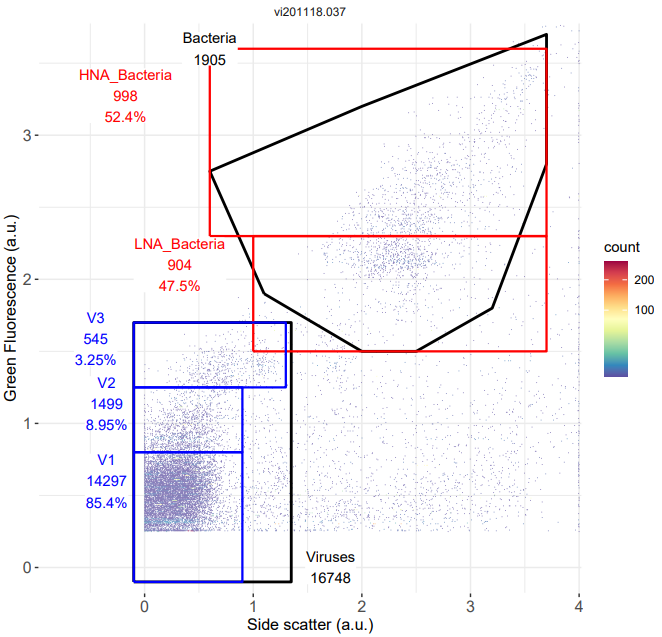 vi201118.037
Bacteria
1905
HNA_Bacteria
998
52.4%
LNA_Bacteria
904
47.5%
V3
545
3.25%
V2
1499
8.95%
V1
14297
85.4%
Viruses
16748
Green Fluorescence (a.u.)
3
2
1
0
0 1 2 3 4
Side scatter (a.u.)
count
200
100